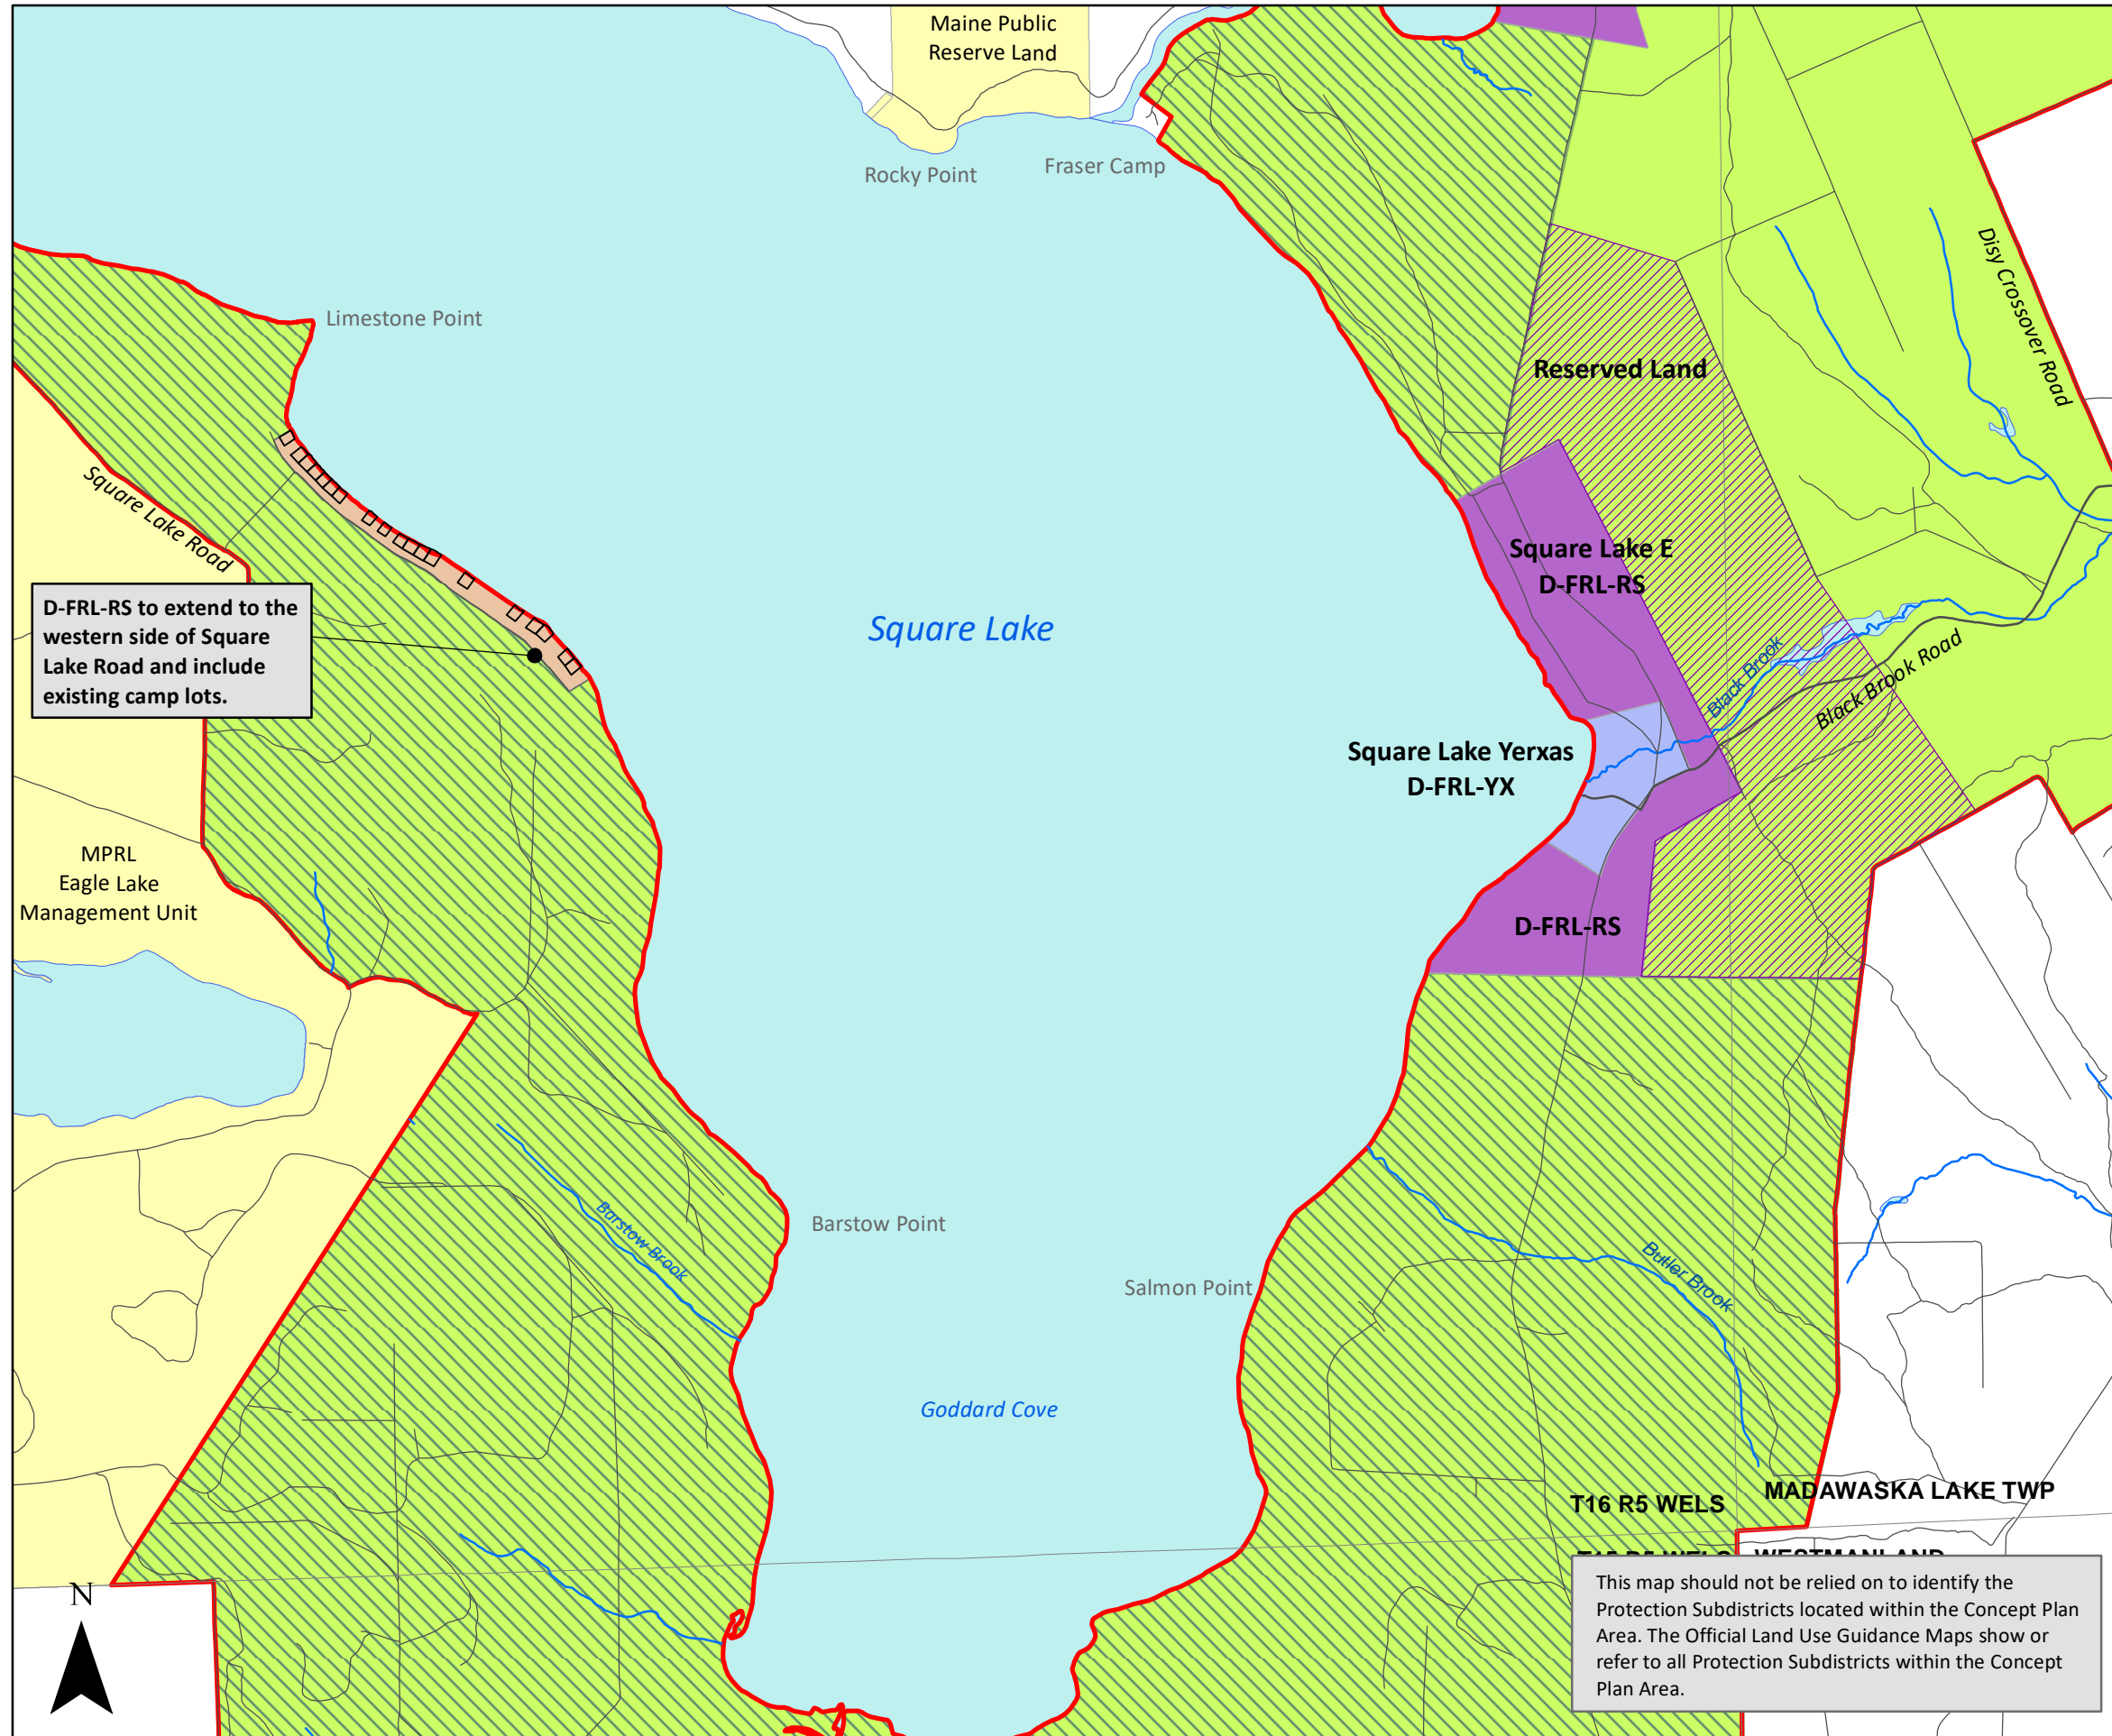 Maine Public
Reserve Land
Rocky Point
Fraser Camp
Limestone Point
Disy Crossover Road
Reserved Land
Square Lake Road
Square Lake E
D-FRL-RS
D-FRL-RS to extend to the
western side of Square
Lake Road and include
existing camp lots.
Square Lake
Black Brook
Black Brook Road
Square Lake Yerxas
D-FRL-YX
MPRL
Eagle Lake
Management Unit
D-FRL-RS
Barstow Point
Barstow Brook
Salmon Point
Butler Brook
Goddard Cove
T16 R5 WELS
MADAWASKA LAKE TWP
T15 R5 WELS
WESTMANLAND
N
This map should not be relied on to identify the
Protection Subdistricts located within the Concept Plan
Area. The Official Land Use Guidance Maps show or
refer to all Protection Subdistricts within the Concept
Plan Area.